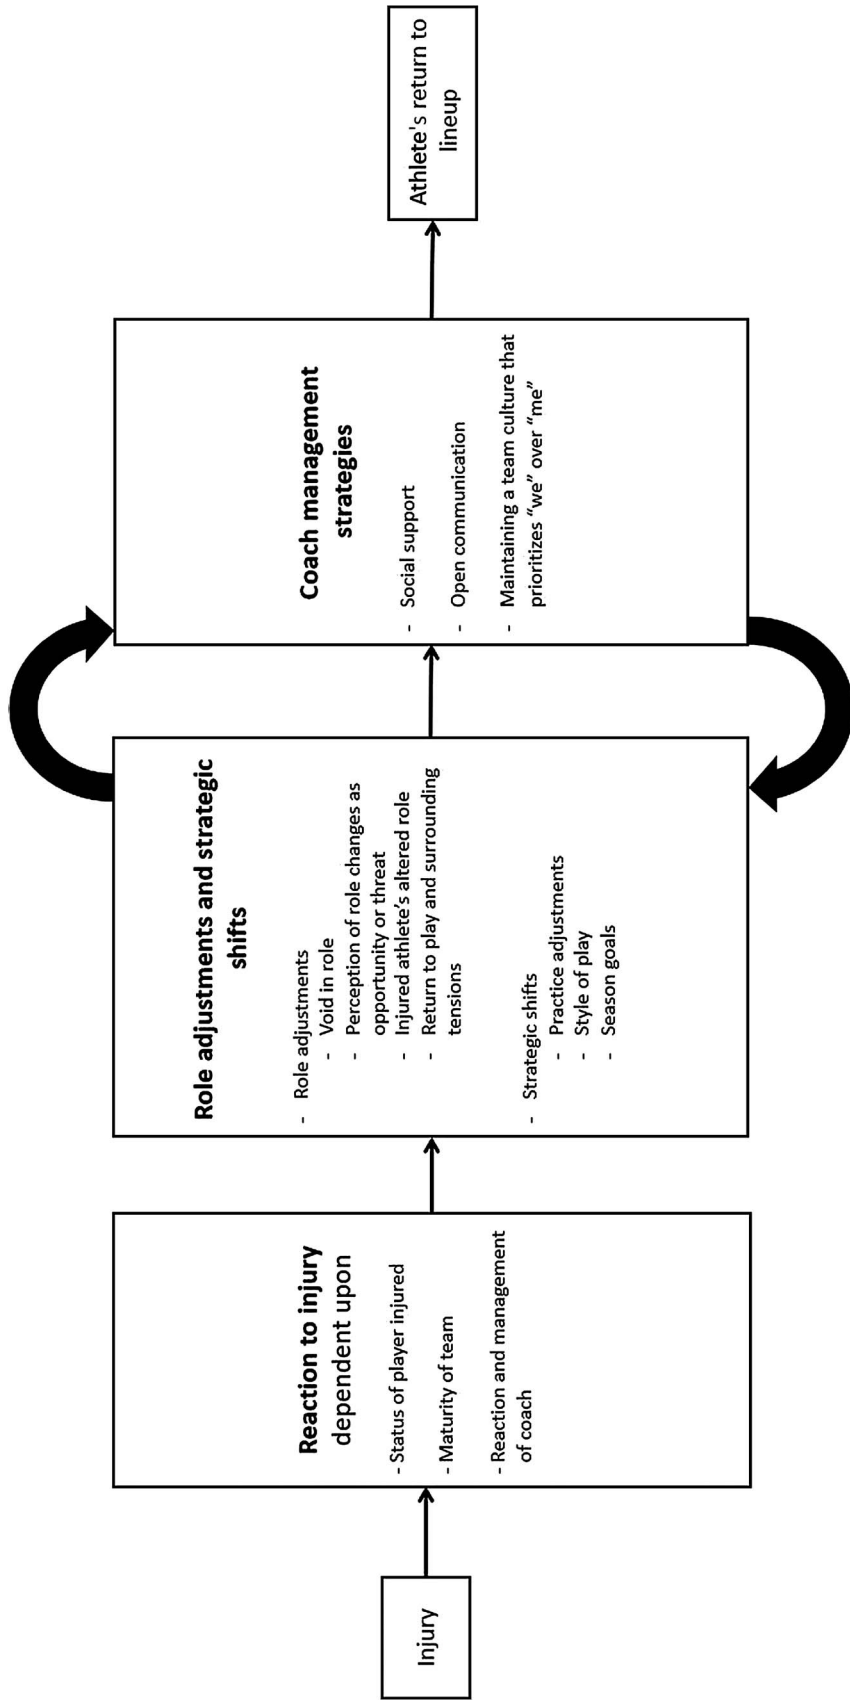 Injury
Reaction to injury
dependent upon
- Status of player injured
- Maturity of team
- Reaction and management
of coach
Role adjustments and strategic
shifts
- Role adjustments
- Void in role
- Perception of role changes as
opportunity or threat
- Injured athlete's altered role
- Return to play and surrounding
tensions
- Strategic shifts
- Practice adjustments
- Style of play
- Season goals
Coach management
strategies
- Social support
- Open communication
- Maintaining a team culture that
prioritizes “we” over “me”
Athlete's return to
lineup